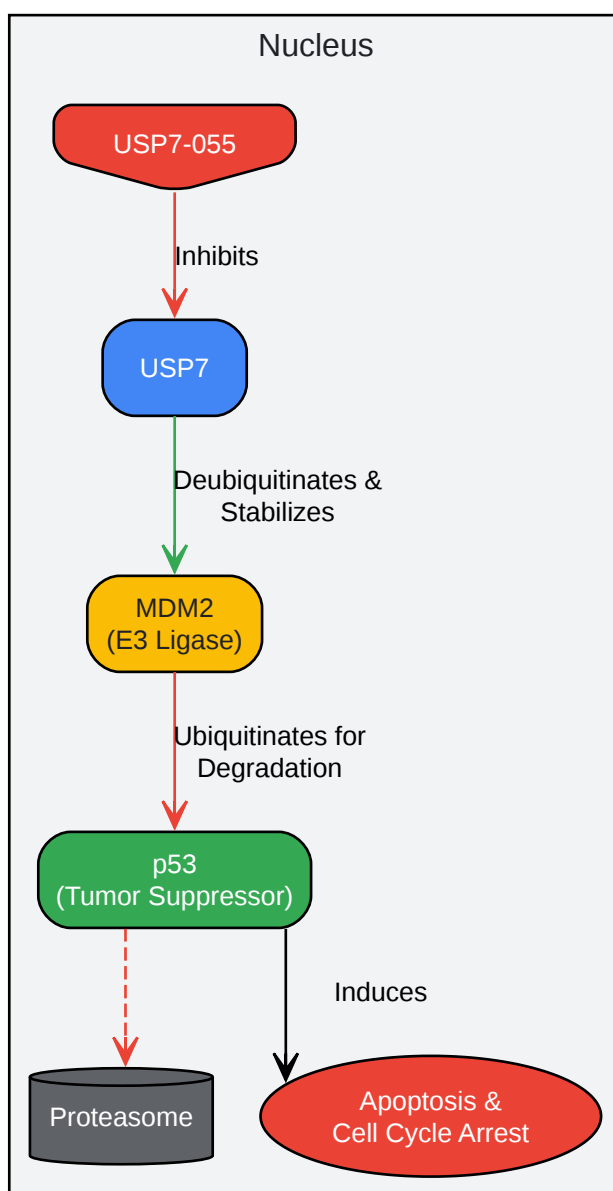 Nucleus
USP7-055
Inhibits
USP7
Deubiquitinates &
Stabilizes
MDM2
(E3 Ligase)
Ubiquitinates for
Degradation
p53
(Tumor Suppressor)
Induces
Proteasome
Apoptosis &
Cell Cycle Arrest